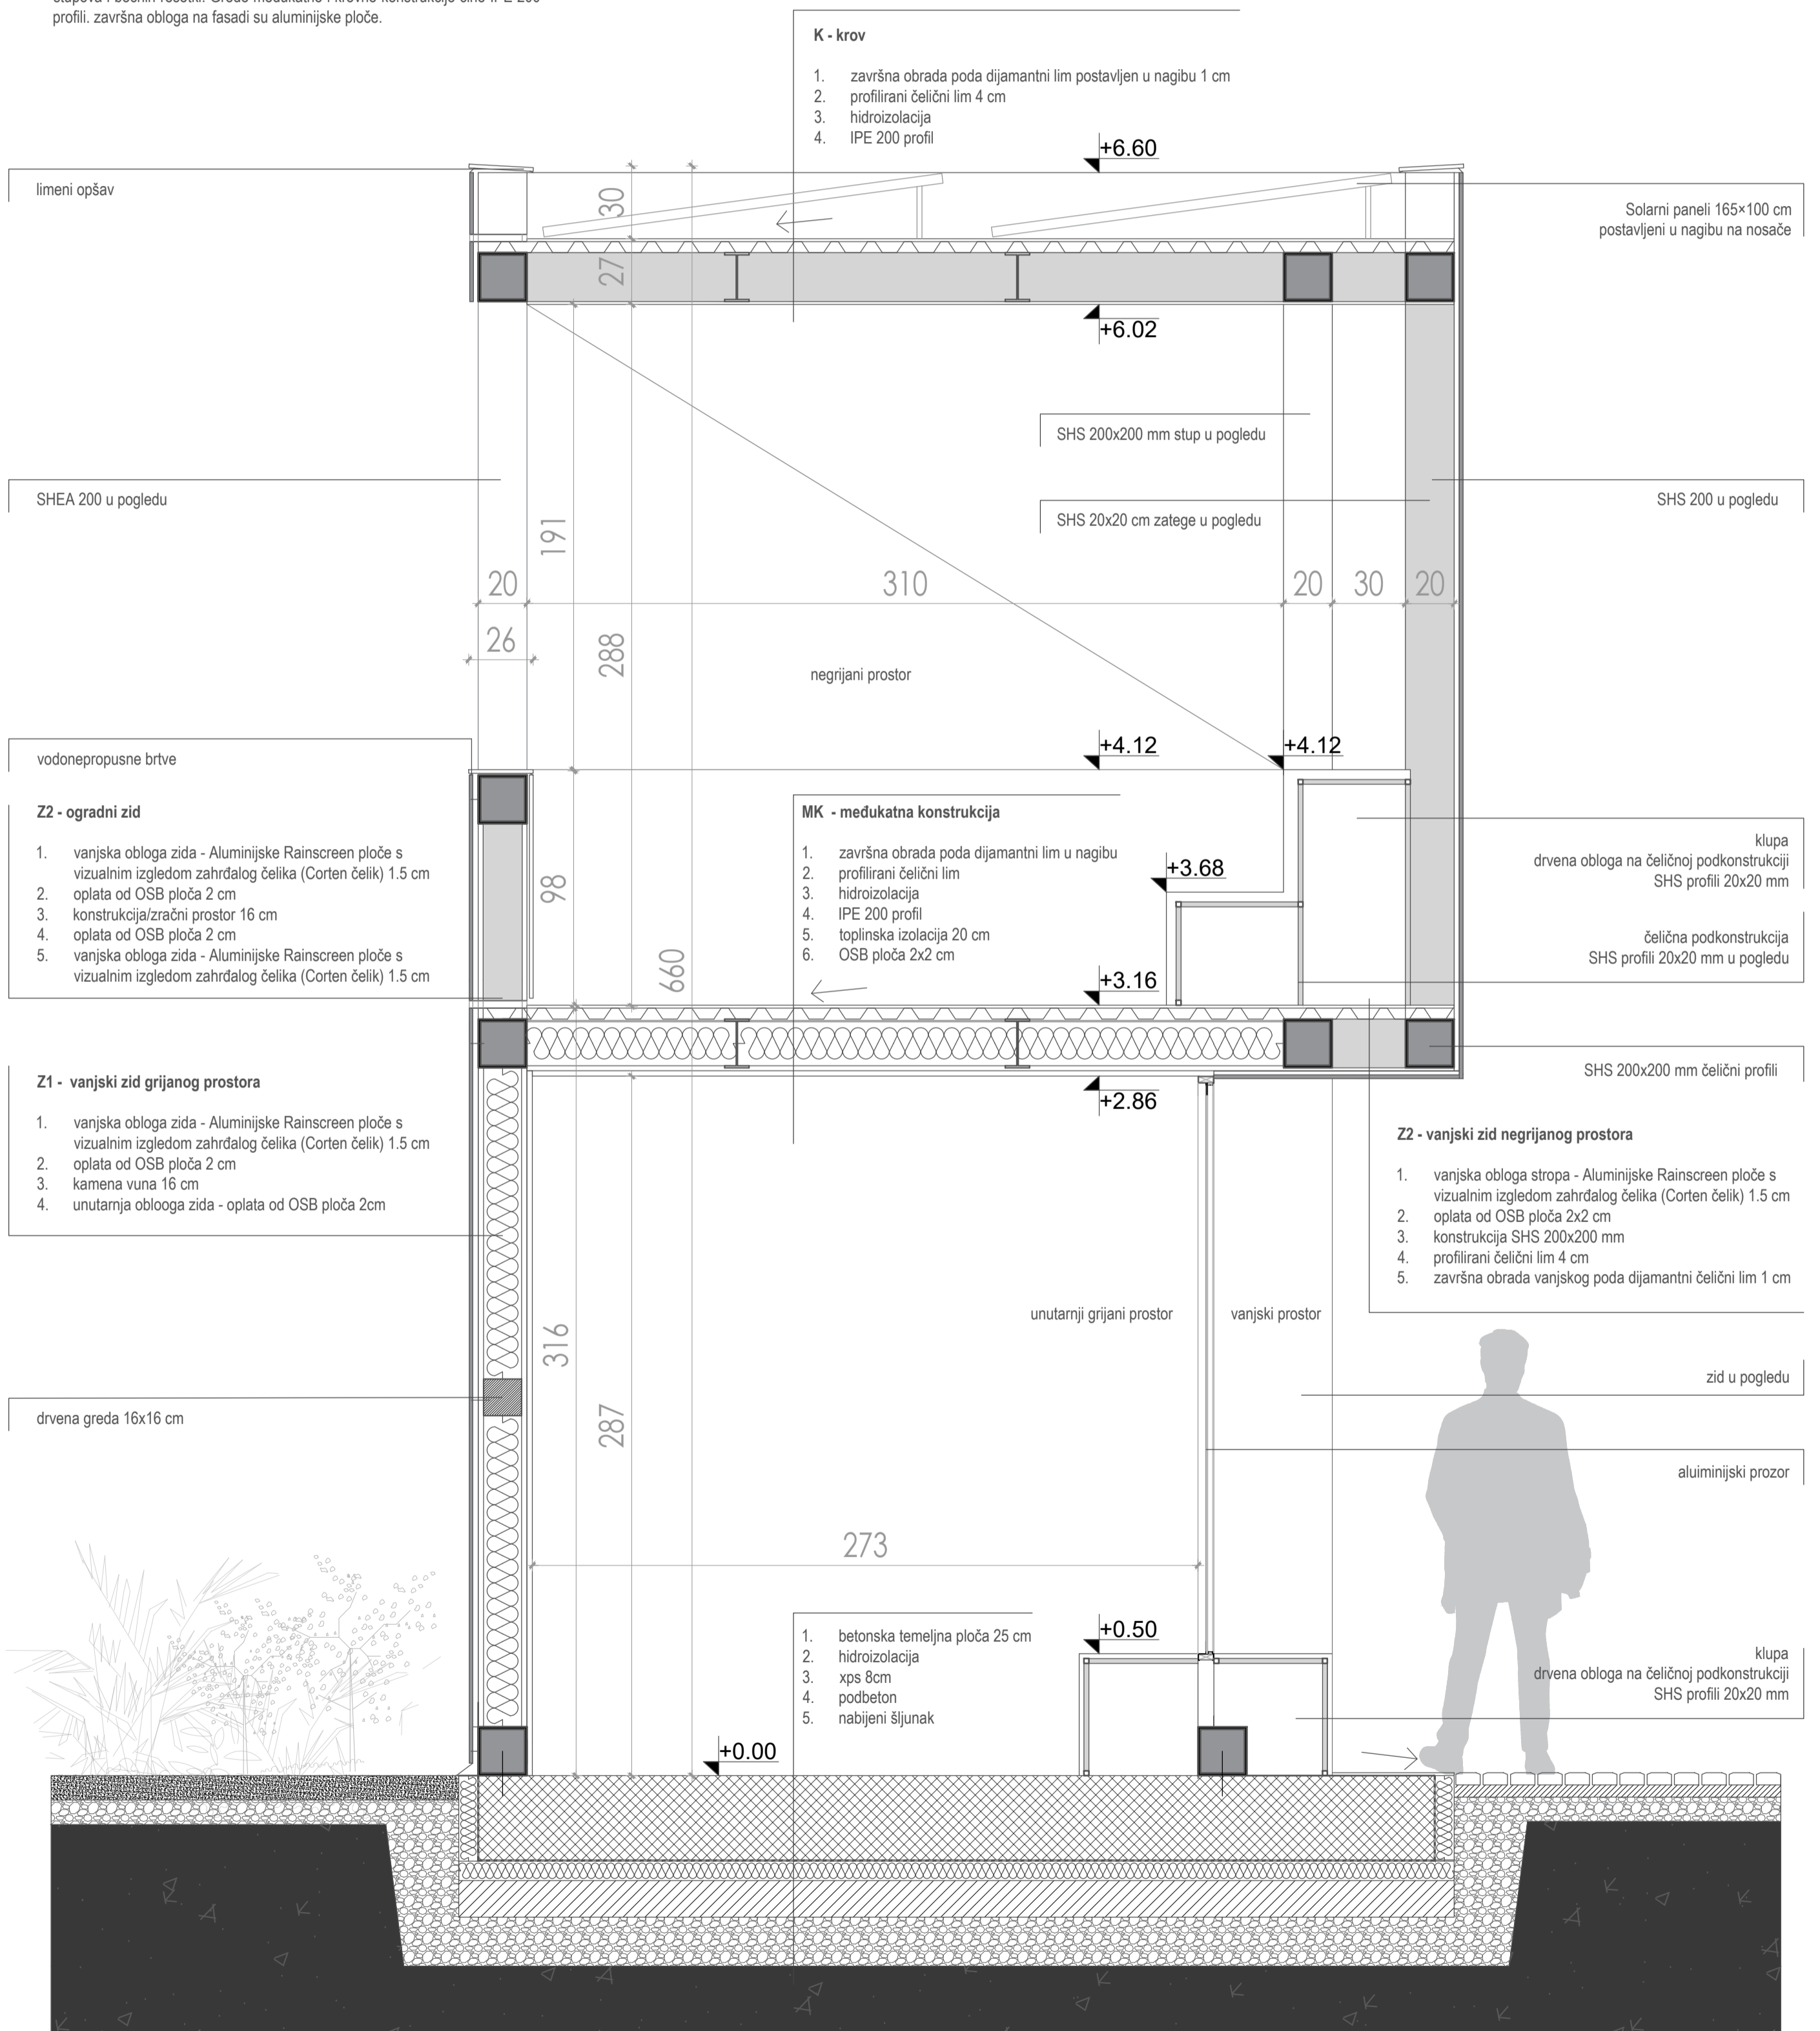 profili. završna obloga na fasadi su aluminijske ploče.
K - krov
1. završna obrada poda dijamantni lim postavljen u nagibu 1 cm
2. profilirani čelični lim 4 cm
3. hidroizolacija
4. IPE 200 profil
+6.60
limeni opšav
30
Solarni paneli 165×100 cm
postavljeni u nagibu na nosače
27
+6.02
SHS 200x200 mm stup u pogledu
SHEA 200 u pogledu
SHS 200 u pogledu
SHS 20x20 cm zatege u pogledu
191
20
310
20
30
20
26
288
negrijani prostor
+4.12
+4.12
vodonepropusne brtve
Z2 - ogradni zid
1. vanjska obloga zida - Aluminijske Rainscreen ploče s
vizualnim izgledom zahrđalog čelika (Corten čelik) 1.5 cm
2. oplata od OSB ploča 2 cm
3. konstrukcija/zračni prostor 16 cm
4. oplata od OSB ploča 2 cm
5. vanjska obloga zida - Aluminijske Rainscreen ploče s
vizualnim izgledom zahrđalog čelika (Corten čelik) 1.5 cm
98
660
MK - međukatna konstrukcija
1. završna obrada poda dijamantni lim u nagibu
2. profilirani čelični lim
3. hidroizolacija
4. IPE 200 profil
5. toplinska izolacija 20 cm
6. OSB ploča 2x2 cm
+3.68
+3.16
klupa
drvena obloga na čeličnoj podkonstrukciji
SHS profili 20x20 mm
čelična podkonstrukcija
SHS profili 20x20 mm u pogledu
SHS 200x200 mm čelični profili
+2.86
Z1 - vanjski zid grijanog prostora
1. vanjska obloga zida - Aluminijske Rainscreen ploče s
vizualnim izgledom zahrđalog čelika (Corten čelik) 1.5 cm
2. oplata od OSB ploča 2 cm
3. kamena vuna 16 cm
4. unutarnja oblooga zida - oplata od OSB ploča 2cm
Z2 - vanjski zid negrijanog prostora
1. vanjska obloga stropa - Aluminijske Rainscreen ploče s
vizualnim izgledom zahrđalog čelika (Corten čelik) 1.5 cm
2. oplata od OSB ploča 2x2 cm
3. konstrukcija SHS 200x200 mm
4. profilirani čelični lim 4 cm
5. završna obrada vanjskog poda dijamantni čelični lim 1 cm
unutarnji grijani prostor
vanjski prostor
316
287
zid u pogledu
drvena greda 16x16 cm
aluiminijski prozor
273
1. betonska temeljna ploča 25 cm
2. hidroizolacija
3. xps 8cm
4. podbeton
5. nabijeni šljunak
+0.50
klupa
drvena obloga na čeličnoj podkonstrukciji
SHS profili 20x20 mm
+0.00